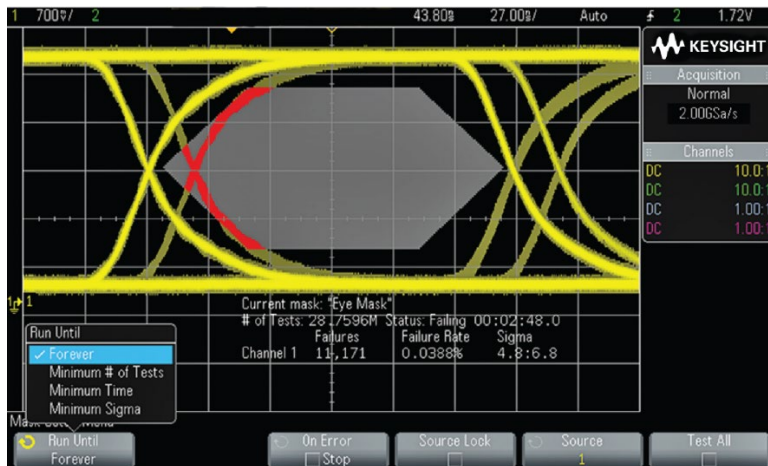 1 700♥/ 2 43.80s 27.00s/ Auto 2 1.72V
KEYSIGHT
Acquisition
Normal
2.00GSa/s
Channels
DC 10.0:1
DC 10.0:1
DC 1.00:1
DC 1.00:1
1
Current mask: "Eye Mask"
# of Tests: 28.7596M Status: Failing 00:02:48.0
Failures Failure Rate Sigma
Channel 1 11,171 0.0388% 4.8:6.8
Run Until
✓ Forever
Minimum # of Tests
Minimum Time
Minimum Sigma
Run Until
Forever
On Error
Stop
Source Lock
Source
1
Test All